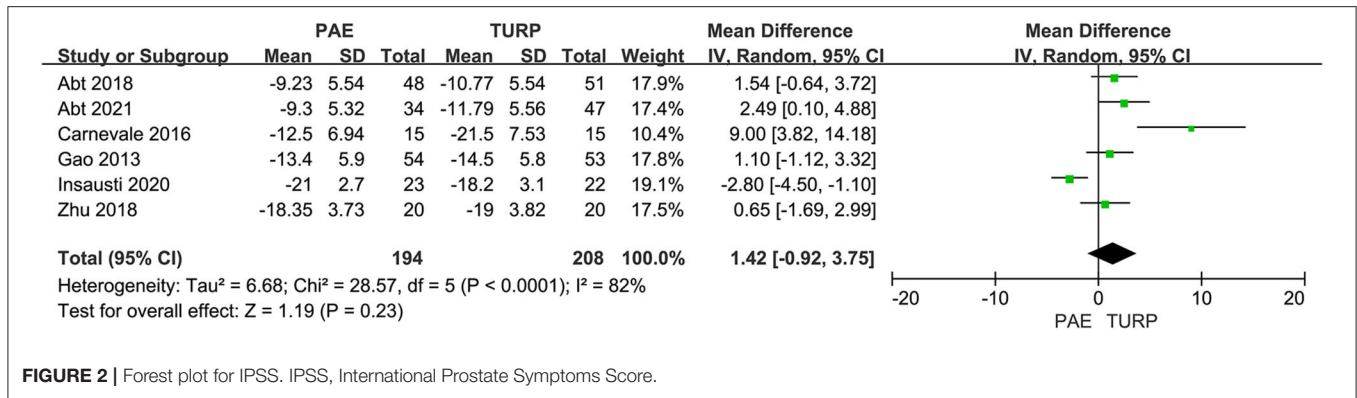 PAE TURP Mean Difference Mean Difference
Study or Subgroup Mean SD Total Mean SD Total Weight IV, Random, 95% CI IV, Random, 95% CI
Abt 2018 -9.23 5.54 48 -10.77 5.54 51 17.9% 1.54 [-0.64, 3.72]
Abt 2021 -9.3 5.32 34 -11.79 5.56 47 17.4% 2.49 [0.10, 4.88]
Carnevale 2016 -12.5 6.94 15 -21.5 7.53 15 10.4% 9.00 [3.82, 14.18]
Gao 2013 -13.4 5.9 54 -14.5 5.8 53 17.8% 1.10 [-1.12, 3.32]
Insausti 2020 -21 2.7 23 -18.2 3.1 22 19.1% -2.80 [-4.50, -1.10]
Zhu 2018 -18.35 3.73 20 -19 3.82 20 17.5% 0.65 [-1.69, 2.99]
Total (95% CI) 194 208 100.0% 1.42 [-0.92, 3.75]
Heterogeneity: Tau² = 6.68; Chi² = 28.57, df = 5 (P < 0.0001); I² = 82%
Test for overall effect: Z = 1.19 (P = 0.23)
-20 -10 0 10 20
PAE TURP
FIGURE 2 | Forest plot for IPSS. IPSS, International Prostate Symptoms Score.